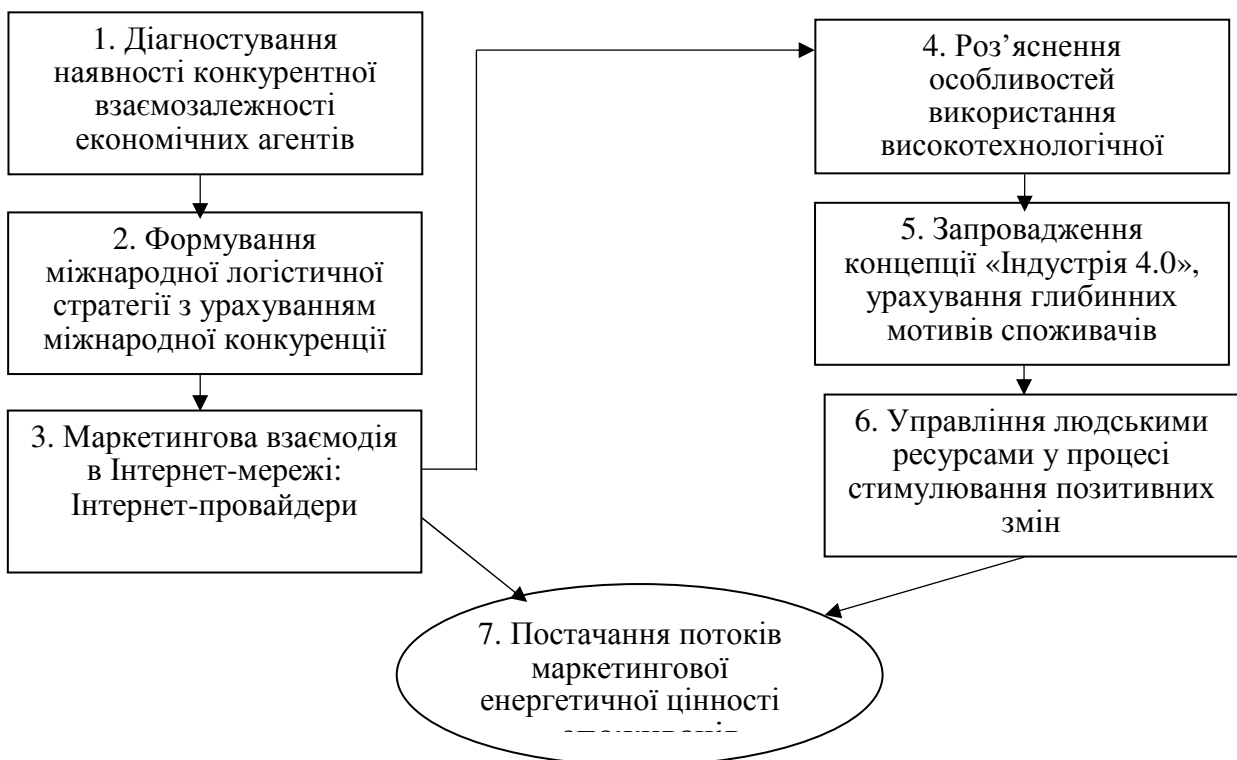 1. Діагностування
наявності конкурентної
взаємозалежності
економічних агентів
2. Формування
міжнародної логістичної
стратегії з урахуванням
міжнародної конкуренції
3. Маркетингова взаємодія
в Інтернет-мережі:
Інтернет-провайдери
4. Роз’яснення
особливостей
використання
високотехнологічної
5. Запровадження
концепції «Індустрія 4.0»,
урахування глибинних
мотивів споживачів
6. Управління людськими
ресурсами у процесі
стимулювання позитивних
змін
7. Постачання потоків
маркетингової
енергетичної цінності